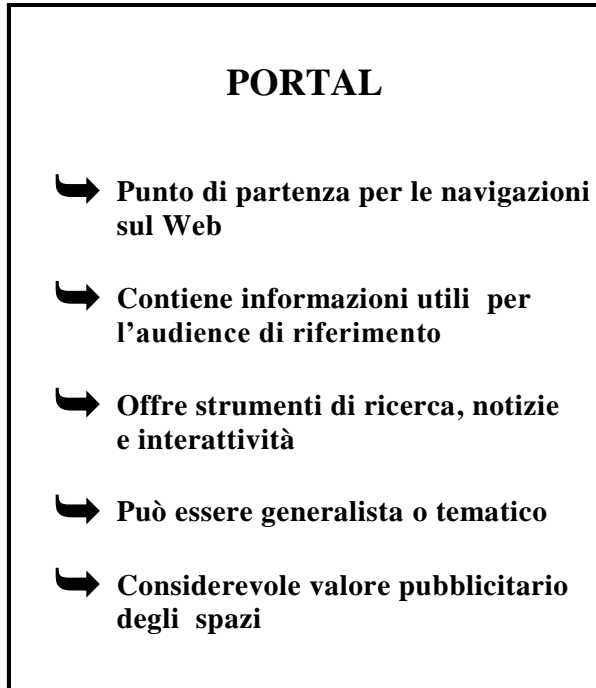 PORTAL
Punto di partenza per le navigazioni
sul Web
Contiene informazioni utili per
l’audience di riferimento
Offre strumenti di ricerca, notizie
e interattività
Può essere generalista o tematico
Considerevole valore pubblicitario
degli spazi